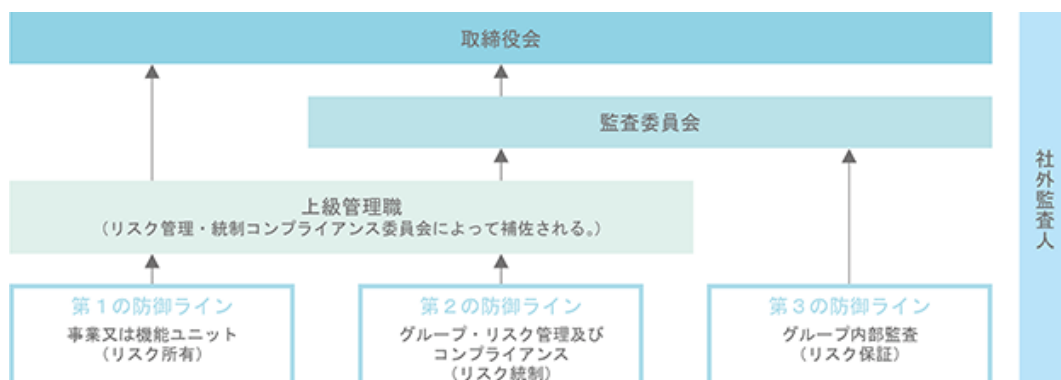 取締役会
監査委員会
上級管理職
（リスク管理・統制コンプライアンス委員会によって補佐される。）
第1の防御ライン
事業又は機能ユニット
（リスク所有）
第2の防御ライン
グループ・リスク管理及び
コンプライアンス
（リスク統制）
第3の防御ライン
グループ内部監査
（リスク保証）
社外監査人